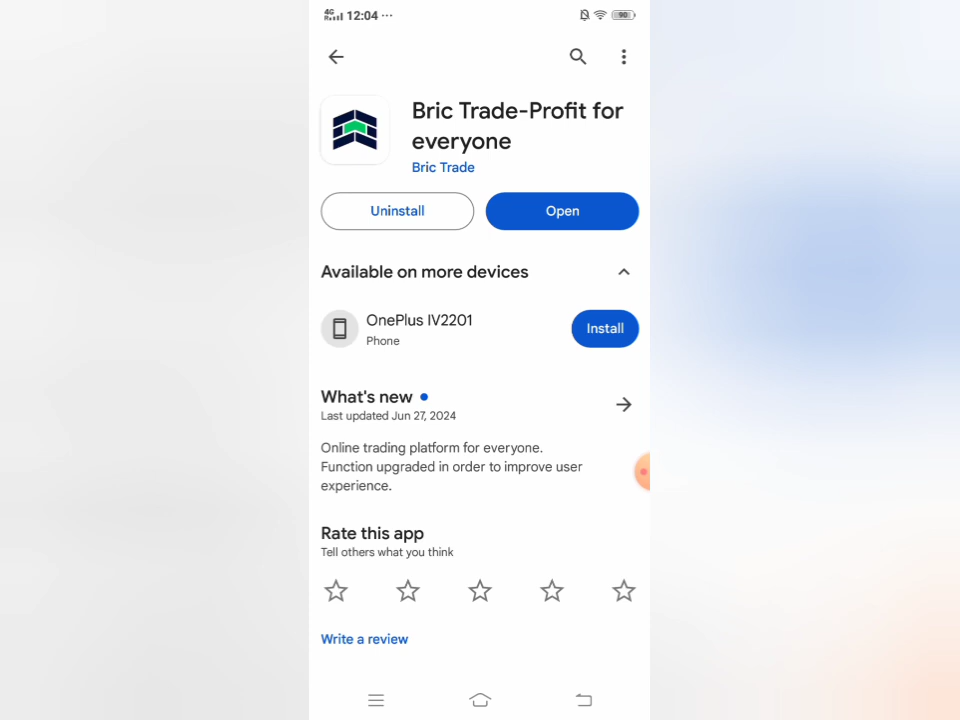 4G 12:04 ···
90
Bric Trade-Profit for
everyone
Bric Trade
Uninstall
Open
Available on more devices
OnePlus IV2201
Phone
Install
What's new
Last updated Jun 27, 2024
Online trading platform for everyone.
Function upgraded in order to improve user
experience.
Rate this app
Tell others what you think
Write a review